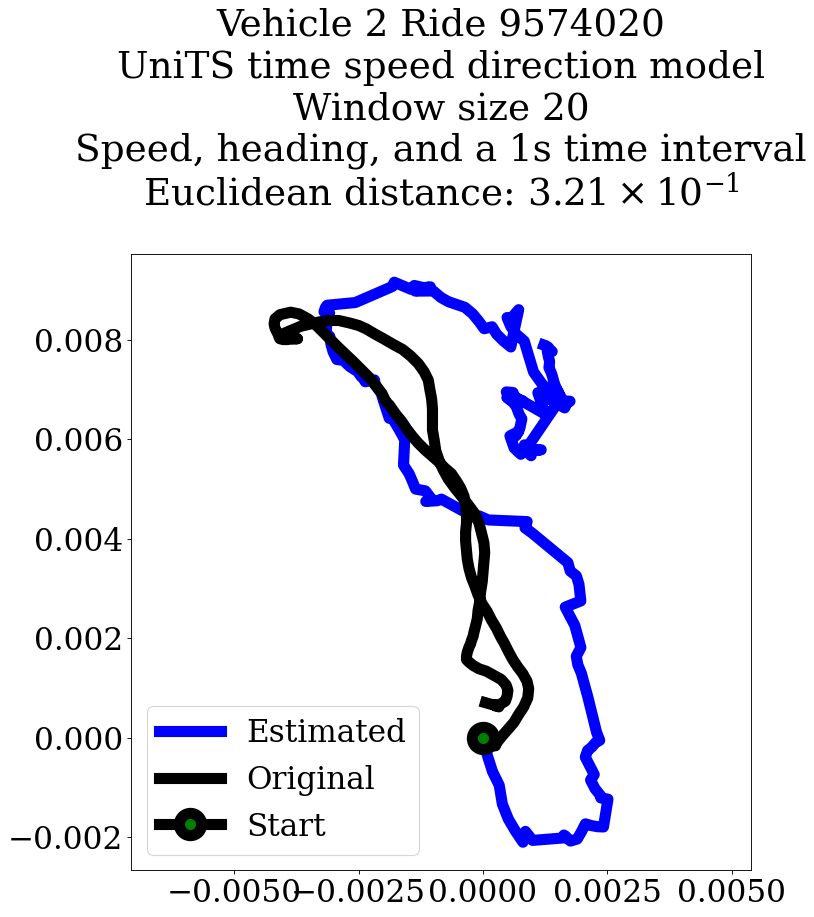 Vehicle 2 Ride 9574020
UniTS time speed direction model
Window size 20
Speed, heading, and a 1s time interval
Euclidean distance: 3.21 × 10⁻¹
0.008
0.006
0.004
0.002
0.000
−0.002
Estimated
Original
Start
−0.0050 −0.0025 0.0000 0.0025 0.0050